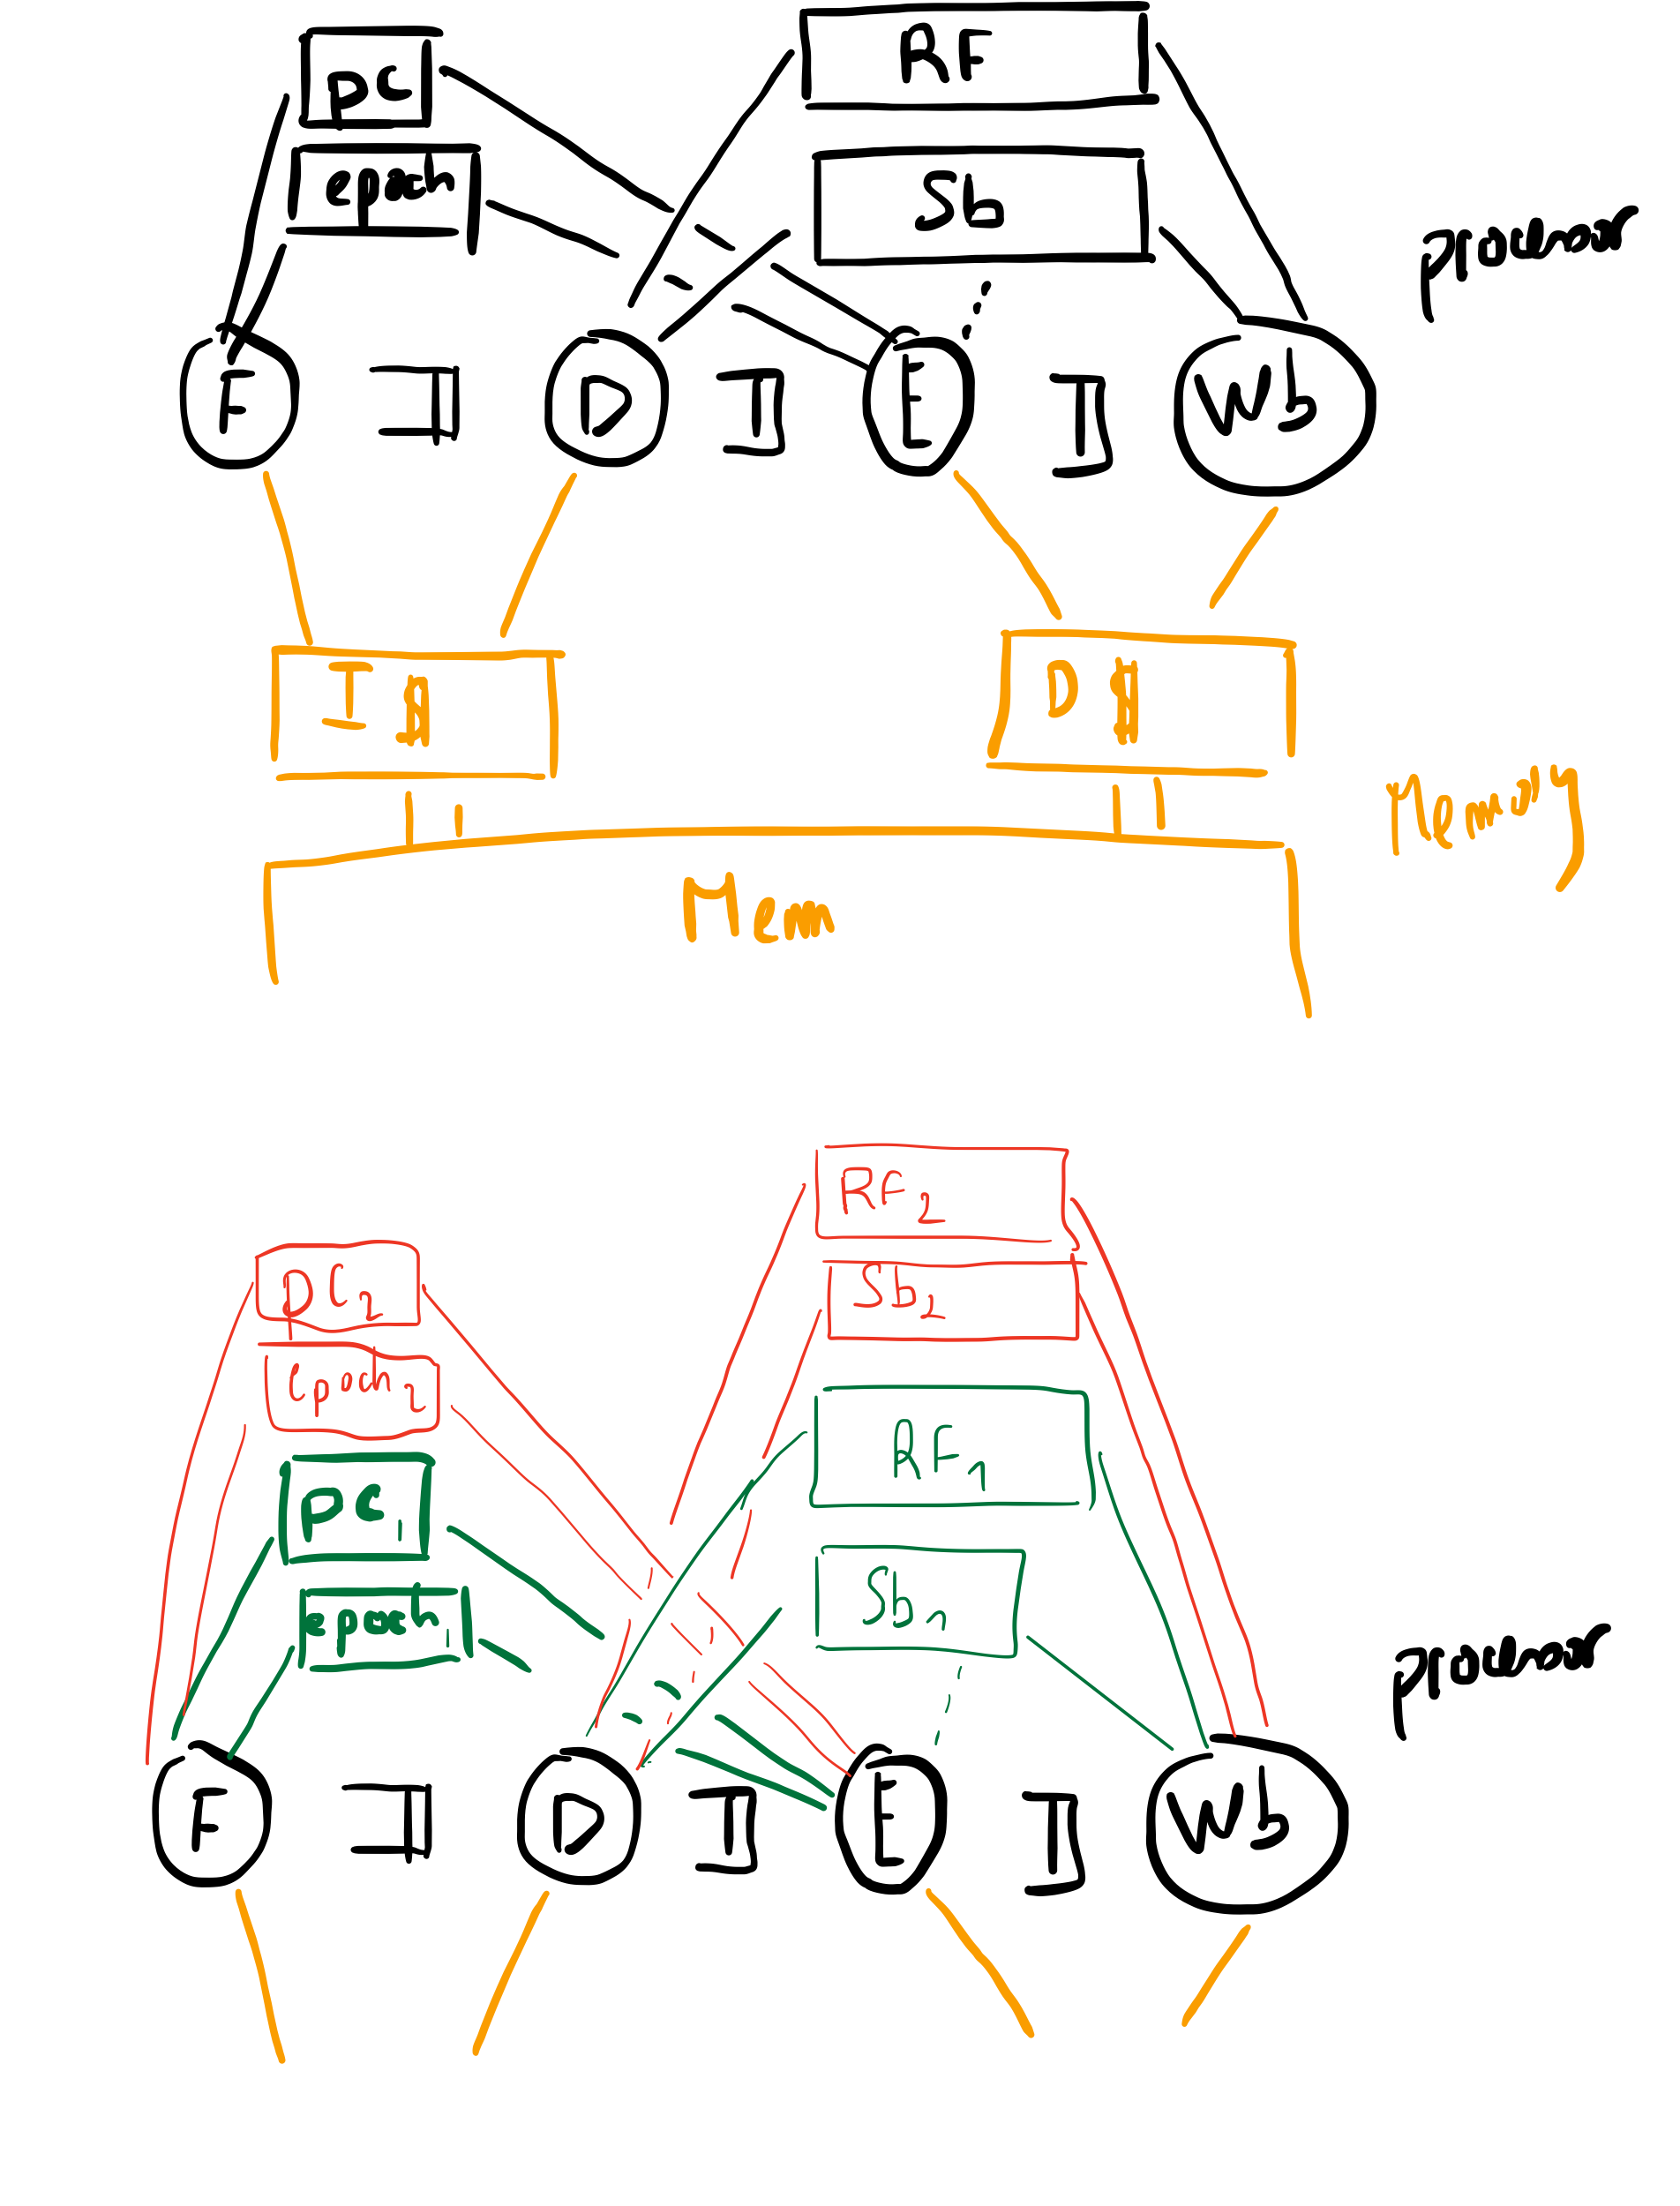 PC
RF
epoch
Sb
processor
F
D
E
Wb
I $
D $
Memory
Mem
RF2
PC2
Sb2
epoch2
RF1
PC1
Sb1
epoch1
processor
F
D
E
Wb